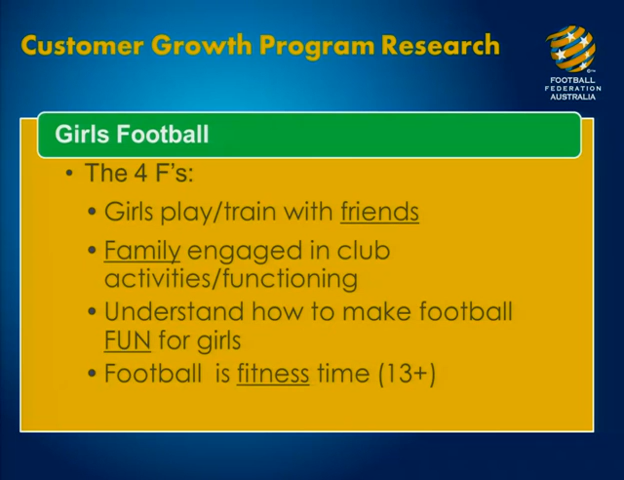 Customer Growth Program Research
FOOTBALL
FEDERATION
AUSTRALIA
Girls Football
• The 4 F's:
• Girls play/train with friends
• Family engaged in club
activities/functioning
• Understand how to make football
FUN for girls
• Football is fitness time (13+)